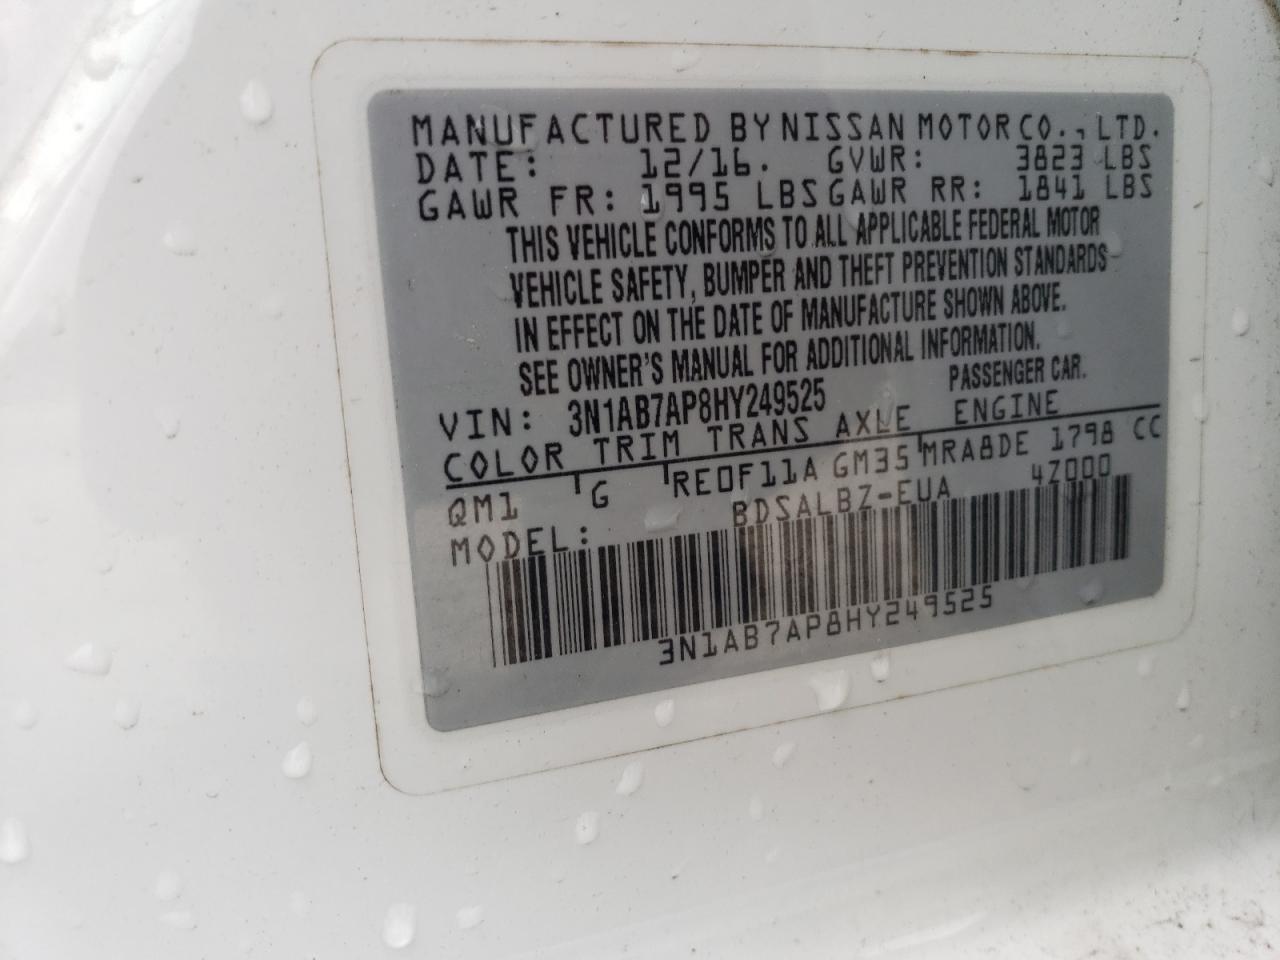 MANUFACTURED BY NISSAN MOTOR CO., LTD.
DATE: 12/16. GVWR: 3823 LBS
GAWR FR: 1995 LBS GAWR RR: 1841 LBS
THIS VEHICLE CONFORMS TO ALL APPLICABLE FEDERAL MOTOR
VEHICLE SAFETY, BUMPER AND THEFT PREVENTION STANDARDS
IN EFFECT ON THE DATE OF MANUFACTURE SHOWN ABOVE.
SEE OWNER'S MANUAL FOR ADDITIONAL INFORMATION.
VIN: 3N1AB7AP8HY249525 PASSENGER CAR.
COLOR TRIM TRANS AXLE ENGINE
QM1 G RE0F11A GM35 MRA8DE 1798 CC
MODEL: BDSALBZ-EUA 4Z000
3N1AB7AP8HY249525